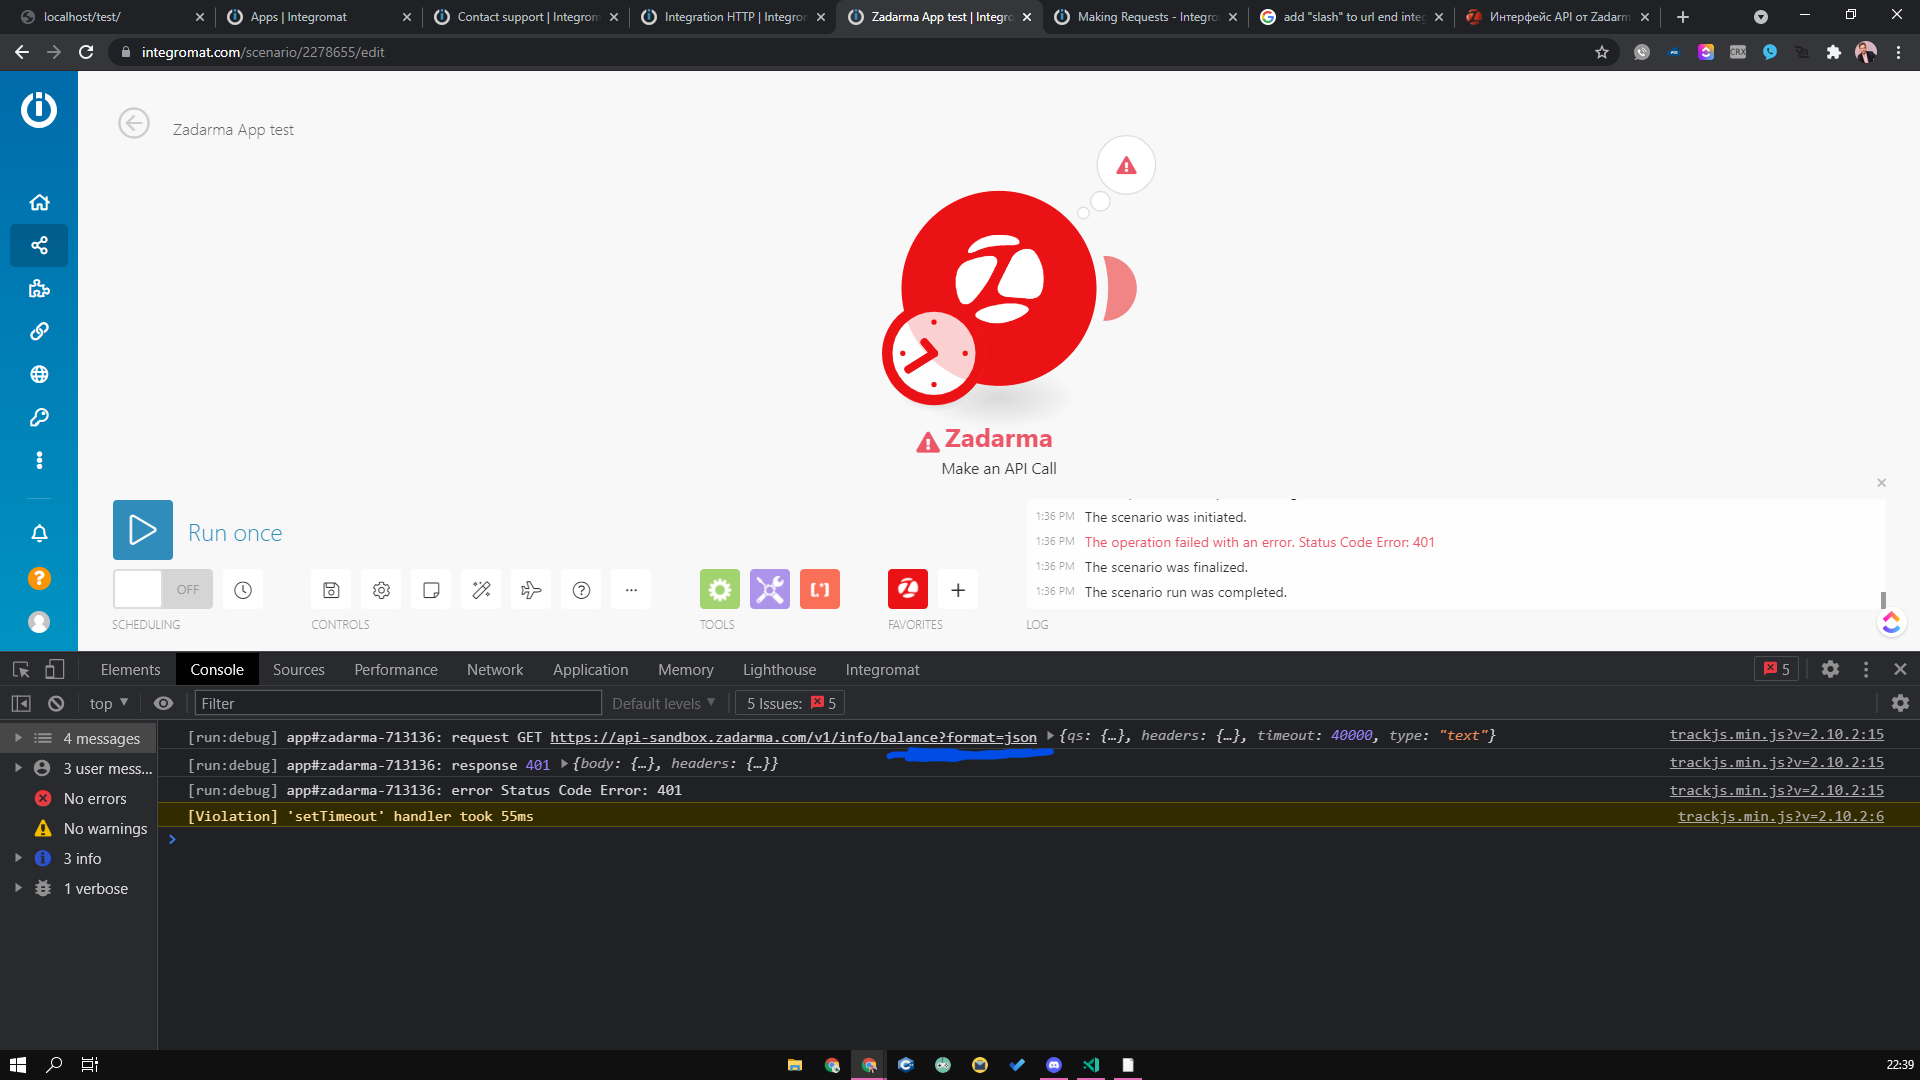 localhost/test/
Apps | Integromat
Contact support | Integrom
Integration HTTP | Integrom
Zadarma App test | Integro
Making Requests - Integro
add "slash" to url end integ
Интерфейс API от Zadarm
integromat.com/scenario/2278655/edit
CRX
Zadarma App test
Zadarma
Make an API Call
Run once
OFF
SCHEDULING
CONTROLS
TOOLS
FAVORITES
LOG
1:36 PM The scenario was initiated.
1:36 PM The operation failed with an error. Status Code Error: 401
1:36 PM The scenario was finalized.
1:36 PM The scenario run was completed.
Elements Console Sources Performance Network Application Memory Lighthouse Integromat
5
top Filter Default levels 5 Issues: 5
4 messages
3 user mess...
No errors
No warnings
3 info
1 verbose
[run:debug] app#zadarma-713136: request GET https://api-sandbox.zadarma.com/v1/info/balance?format=json {qs: {…}, headers: {…}, timeout: 40000, type: "text"} trackjs.min.js?v=2.10.2:15
[run:debug] app#zadarma-713136: response 401 {body: {…}, headers: {…}} trackjs.min.js?v=2.10.2:15
[run:debug] app#zadarma-713136: error Status Code Error: 401 trackjs.min.js?v=2.10.2:15
[Violation] 'setTimeout' handler took 55ms trackjs.min.js?v=2.10.2:6
22:39